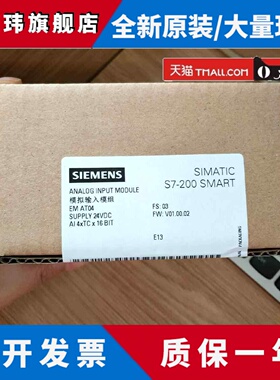 玮旗舰店 全新原装/大量现
天猫 TMALL.COM
SIEMENS
SIMATIC
S7-200 SMART
ANALOG INPUT MODULE
模拟输入模组
EM AT04
SUPPLY 24VDC
AI 4xTC x 16 BIT
FS: 03
FW: V01.00.02
E13
开发票
质保一年